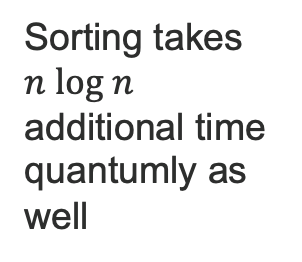 Sorting takes
n log n
additional time
quantumly as
well